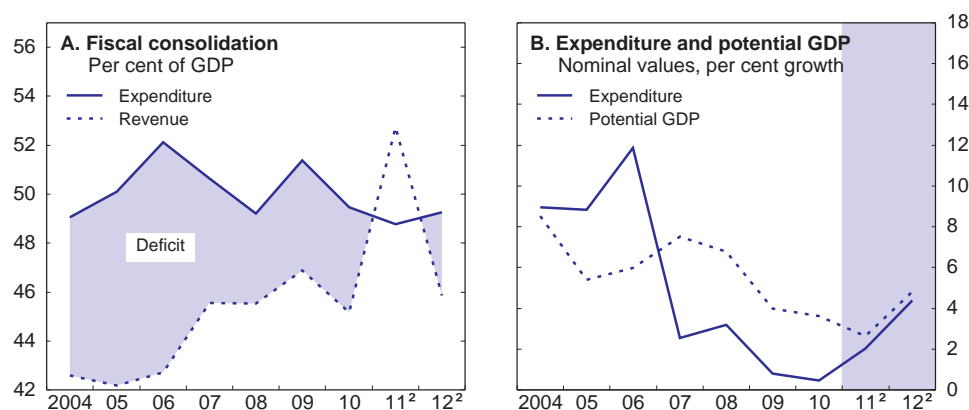 A. Fiscal consolidation
Per cent of GDP
Expenditure
Revenue
Deficit
56
54
52
50
48
46
44
42
2004 05 06 07 08 09 10 11² 12²
B. Expenditure and potential GDP
Nominal values, per cent growth
Expenditure
Potential GDP
18
16
14
12
10
8
6
4
2
0
2004 05 06 07 08 09 10 11² 12²